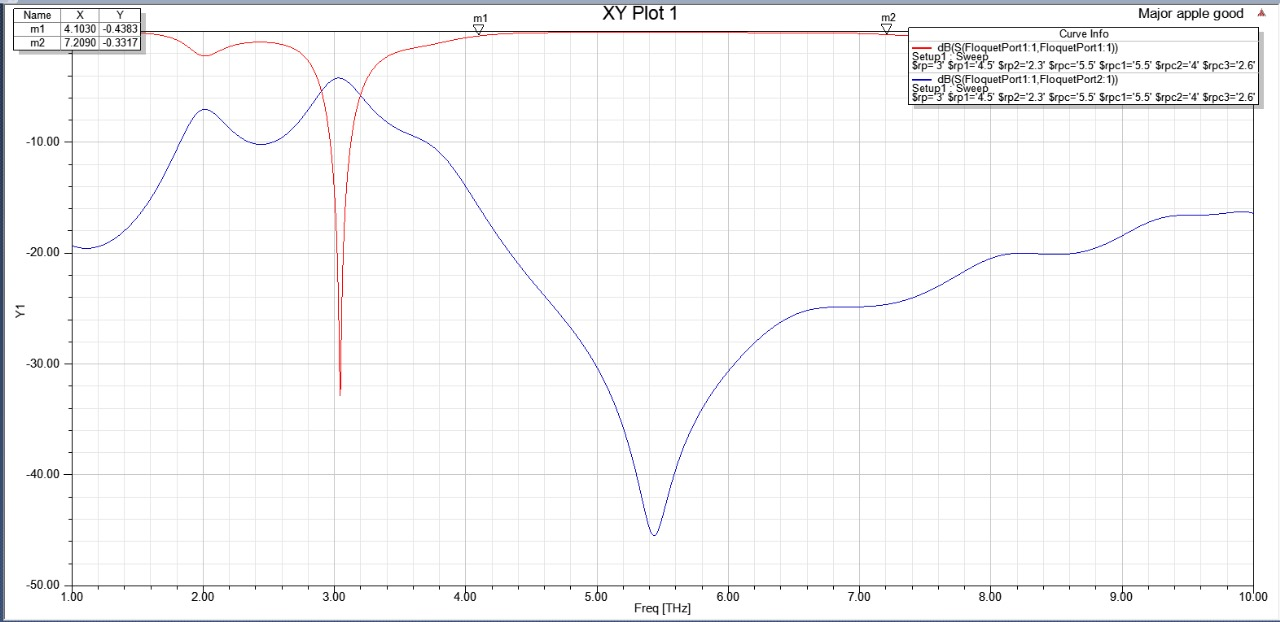 XY Plot 1
Major apple good
Name X Y
m1 4.1030 -0.4383
m2 7.2090 -0.3317
m1
m2
Curve Info
dB(S(FloquetPort1:1,FloquetPort1:1))
Setup1 : Sweep
$rp='3' $rp1='4.5' $rp2='2.3' $rpc='5.5' $rpc1='5.5' $rpc2='4' $rpc3='2.6'
dB(S(FloquetPort1:1,FloquetPort2:1))
Setup1 : Sweep
$rp='3' $rp1='4.5' $rp2='2.3' $rpc='5.5' $rpc1='5.5' $rpc2='4' $rpc3='2.6'
-10.00
-20.00
Y1
-30.00
-40.00
-50.00
1.00 2.00 3.00 4.00 5.00 6.00 7.00 8.00 9.00 10.00
Freq [THz]